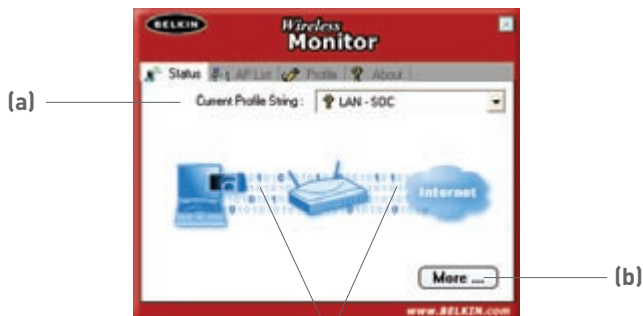 BELKIN
Wireless
Monitor
Status AP List Profile ? About
(a)
Current Profile String : LAN - SOC
Internet
More ...
(b)
www.BELKIN.com